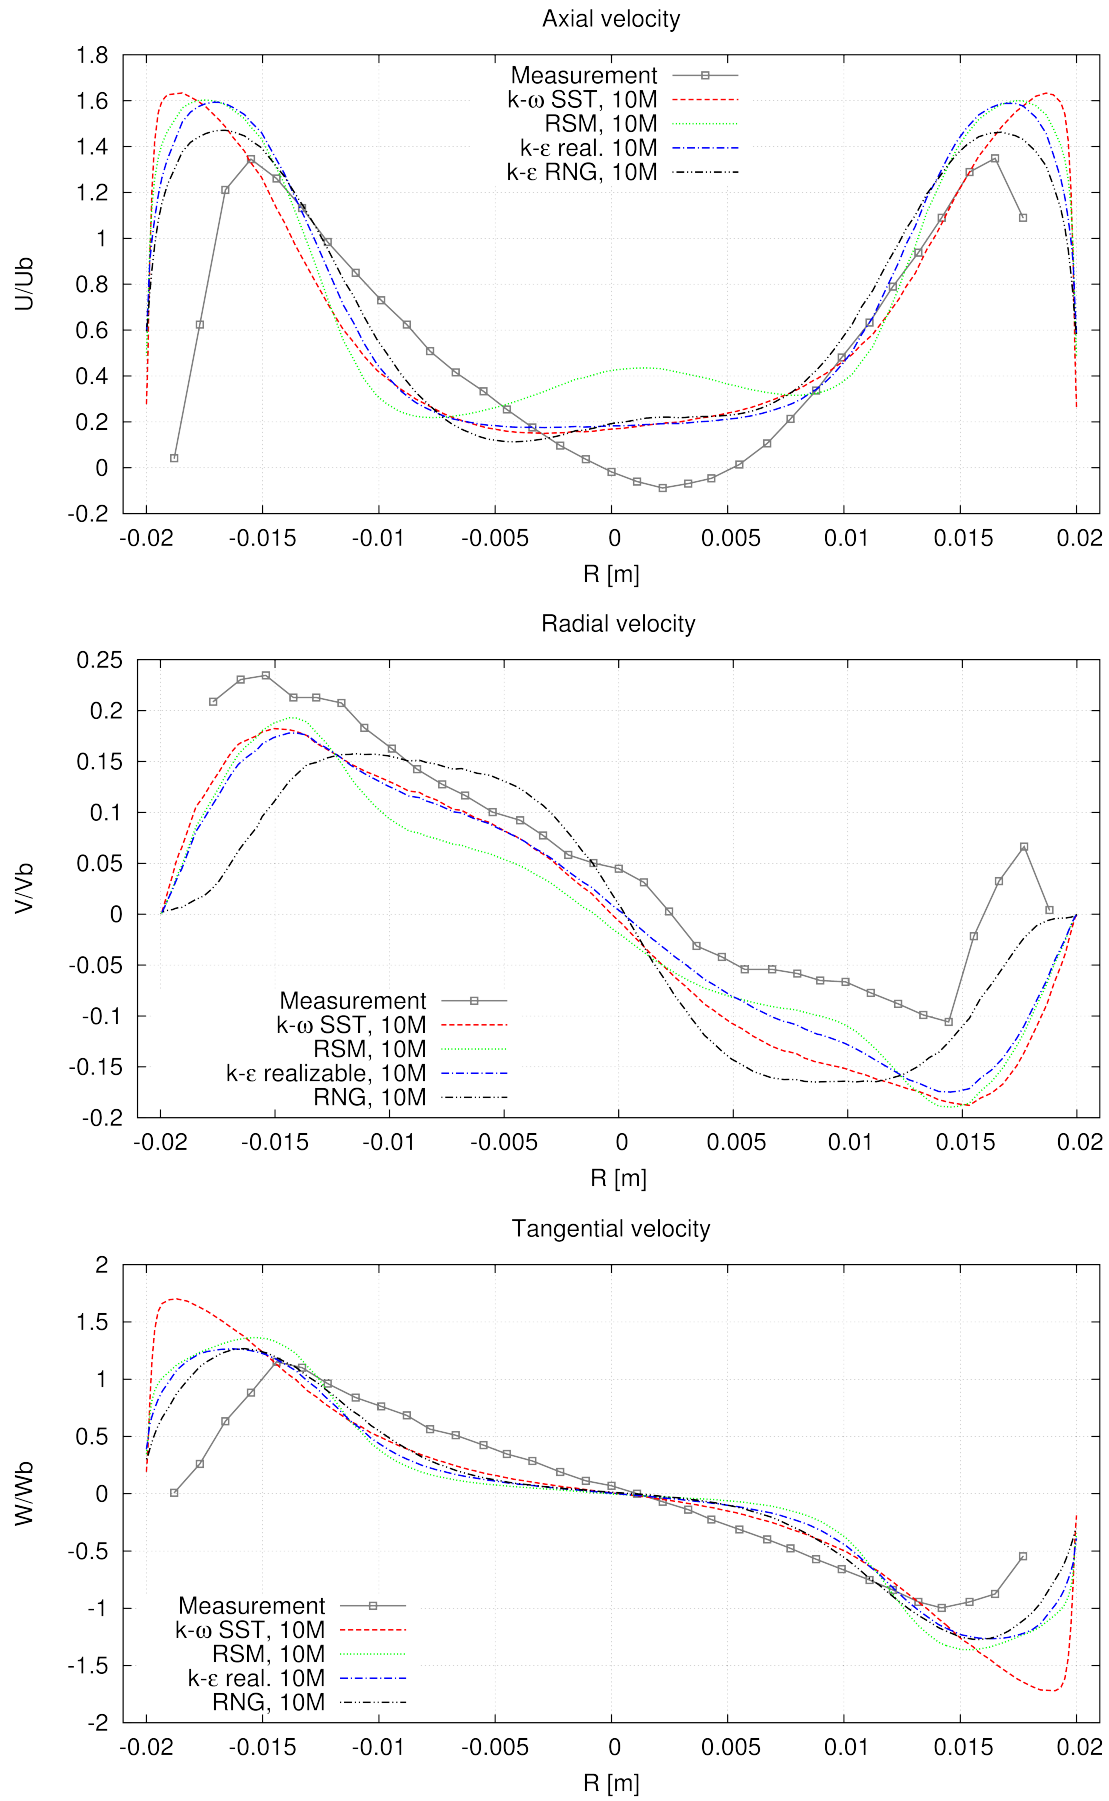 Axial velocity
1.8
1.6
1.4
1.2
1
0.8
0.6
0.4
0.2
0
-0.2
U/Ub
Measurement
k-ω SST, 10M
RSM, 10M
k-ε real. 10M
k-ε RNG, 10M
-0.02 -0.015 -0.01 -0.005 0 0.005 0.01 0.015 0.02
R [m]
Radial velocity
0.25
0.2
0.15
0.1
0.05
0
-0.05
-0.1
-0.15
-0.2
V/Vb
Measurement
k-ω SST, 10M
RSM, 10M
k-ε realizable, 10M
RNG, 10M
-0.02 -0.015 -0.01 -0.005 0 0.005 0.01 0.015 0.02
R [m]
Tangential velocity
2
1.5
1
0.5
0
-0.5
-1
-1.5
-2
W/Wb
Measurement
k-ω SST, 10M
RSM, 10M
k-ε real. 10M
RNG, 10M
-0.02 -0.015 -0.01 -0.005 0 0.005 0.01 0.015 0.02
R [m]